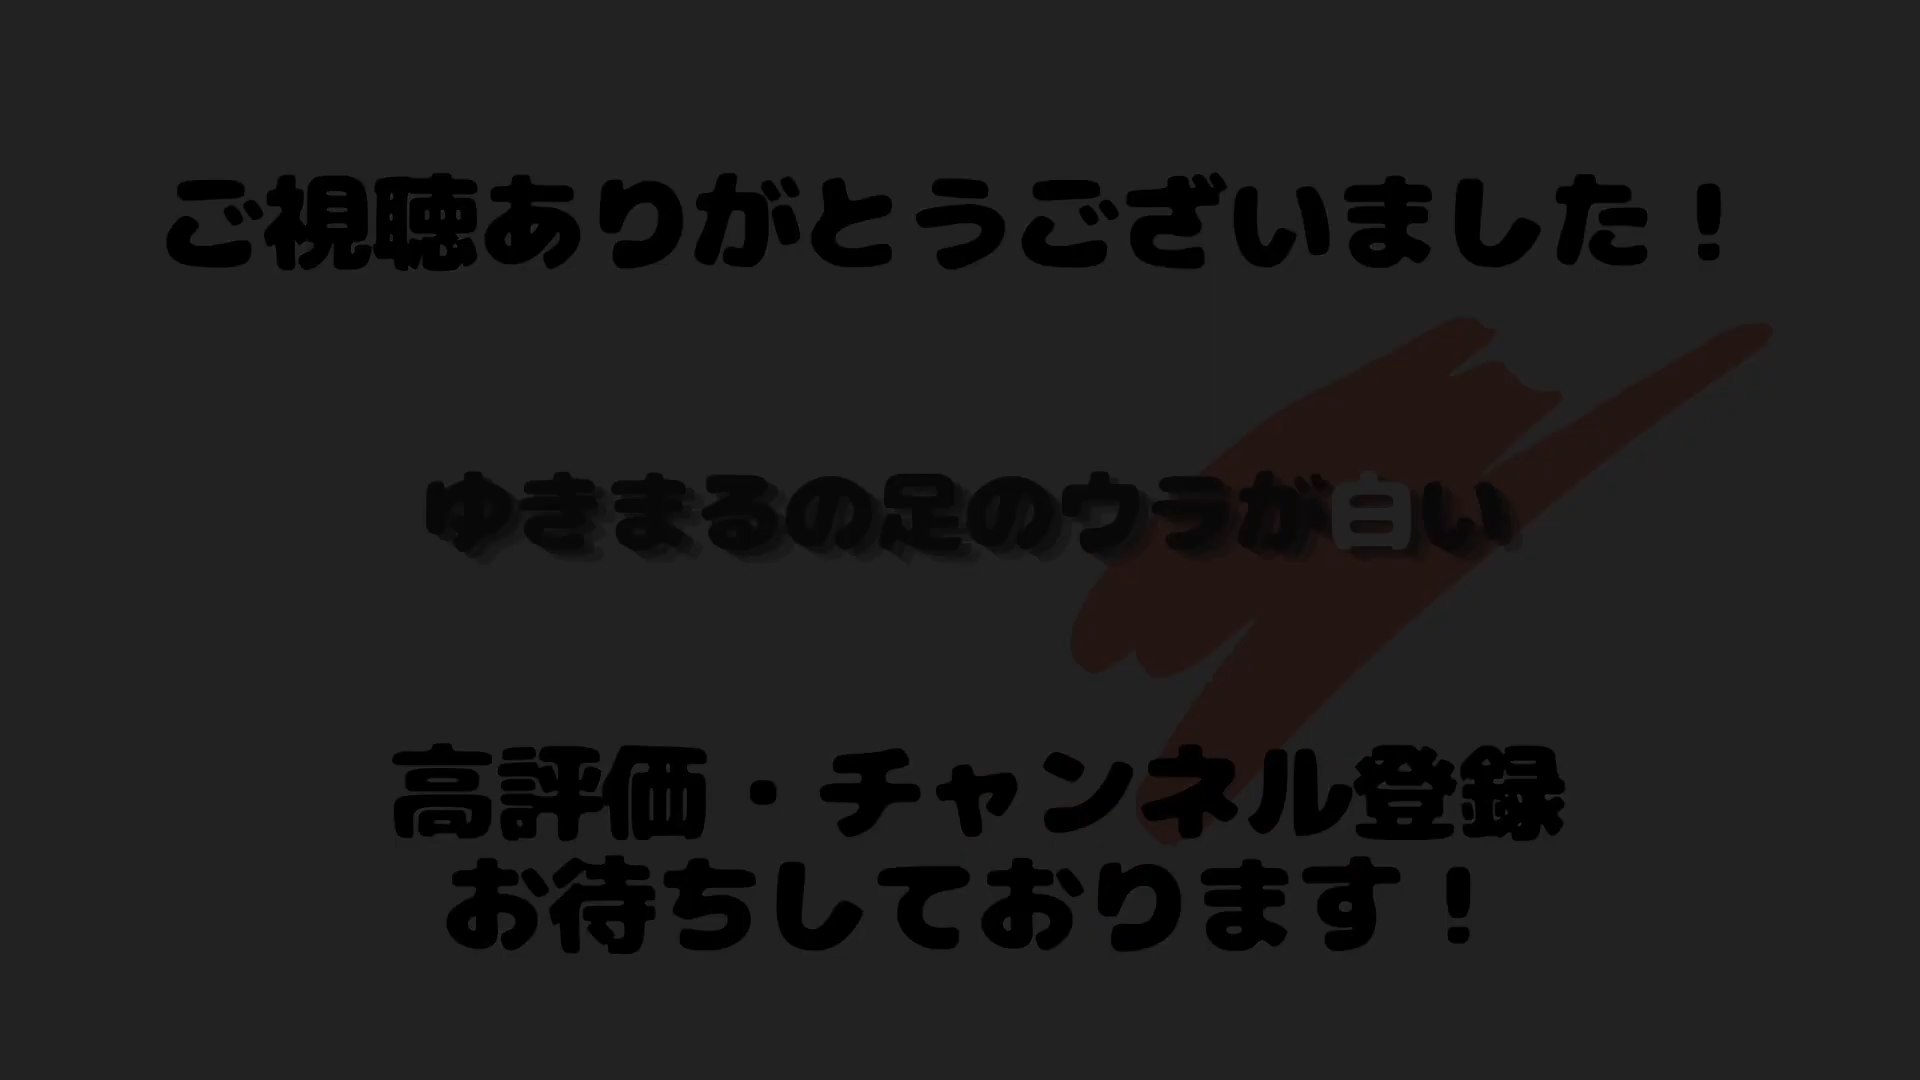 ご視聴ありがとうございました！
ゆきまるの足のウラが白い
高評価・チャンネル登録
お待ちしております！